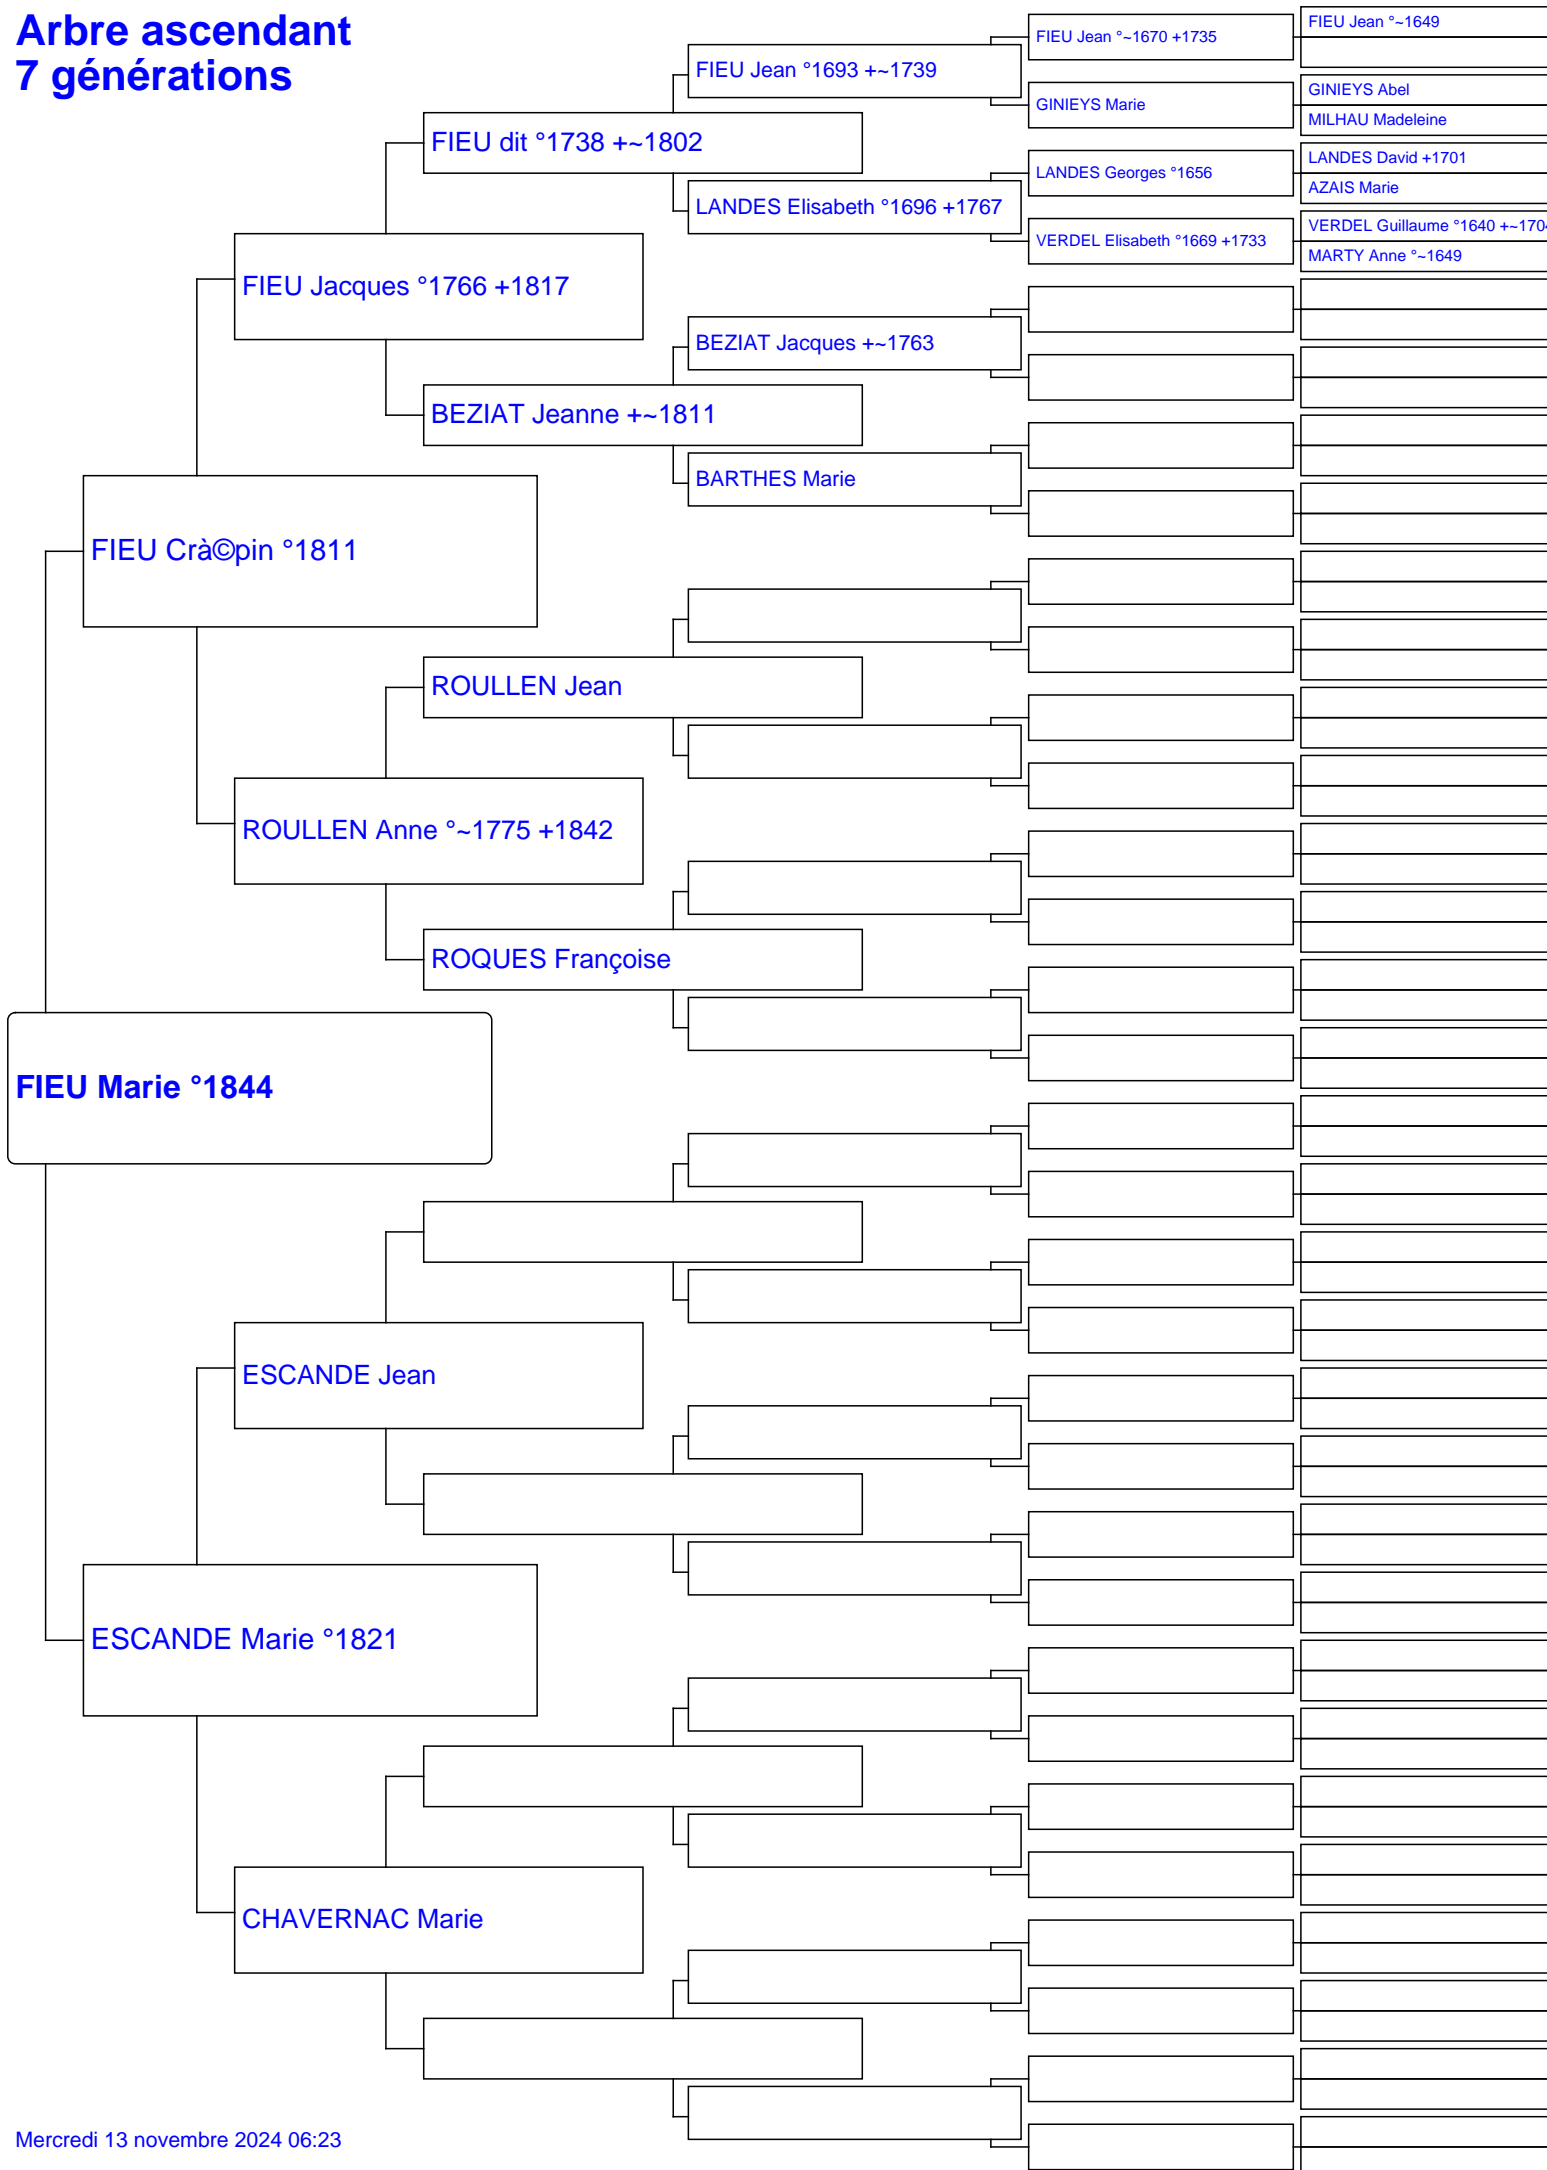 Arbre ascendant
7 générations
FIEU Jean °~1649
FIEU Jean °~1670 +1735
FIEU Jean °1693 +~1739
GINIEYS Abel
GINIEYS Marie
MILHAU Madeleine
FIEU dit °1738 +~1802
LANDES David +1701
LANDES Georges °1656
AZAIS Marie
LANDES Elisabeth °1696 +1767
VERDEL Guillaume °1640 +~170
VERDEL Elisabeth °1669 +1733
MARTY Anne °~1649
FIEU Jacques °1766 +1817
BEZIAT Jacques +~1763
BEZIAT Jeanne +~1811
BARTHES Marie
FIEU Crà©pin °1811
ROULLEN Jean
ROULLEN Anne °~1775 +1842
ROQUES Françoise
FIEU Marie °1844
ESCANDE Jean
ESCANDE Marie °1821
CHAVERNAC Marie
Mercredi 13 novembre 2024 06:23